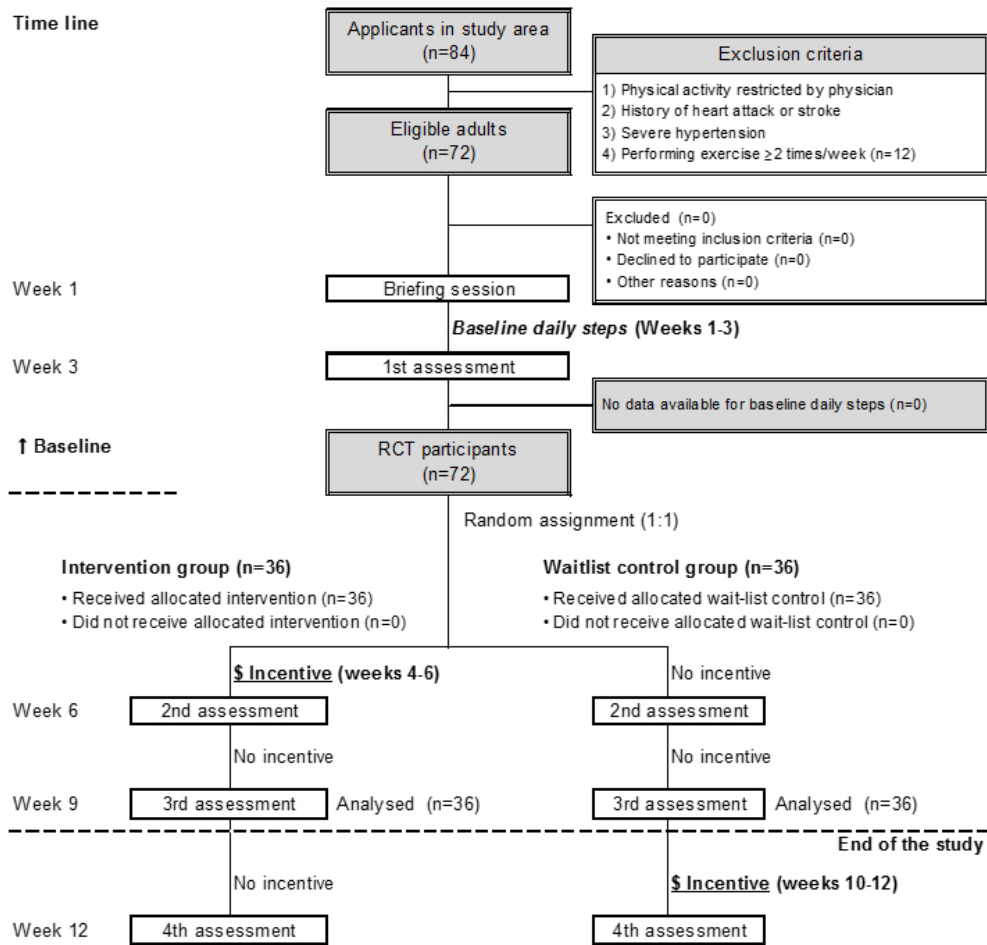 Time line
Applicants in study area
(n=84)
Exclusion criteria
1) Physical activity restricted by physician
2) History of heart attack or stroke
3) Severe hypertension
4) Performing exercise ≥2 times/week (n=12)
Eligible adults
(n=72)
Excluded (n=0)
• Not meeting inclusion criteria (n=0)
• Declined to participate (n=0)
• Other reasons (n=0)
Week 1
Briefing session
Baseline daily steps (Weeks 1-3)
Week 3
1st assessment
No data available for baseline daily steps (n=0)
↑ Baseline
RCT participants
(n=72)
Random assignment (1:1)
Intervention group (n=36)
• Received allocated intervention (n=36)
• Did not receive allocated intervention (n=0)
Waitlist control group (n=36)
• Received allocated wait-list control (n=36)
• Did not receive allocated wait-list control (n=0)
$ Incentive (weeks 4-6)
No incentive
Week 6
2nd assessment
2nd assessment
No incentive
No incentive
Week 9
3rd assessment
Analysed (n=36)
3rd assessment
Analysed (n=36)
End of the study
No incentive
$ Incentive (weeks 10-12)
Week 12
4th assessment
4th assessment